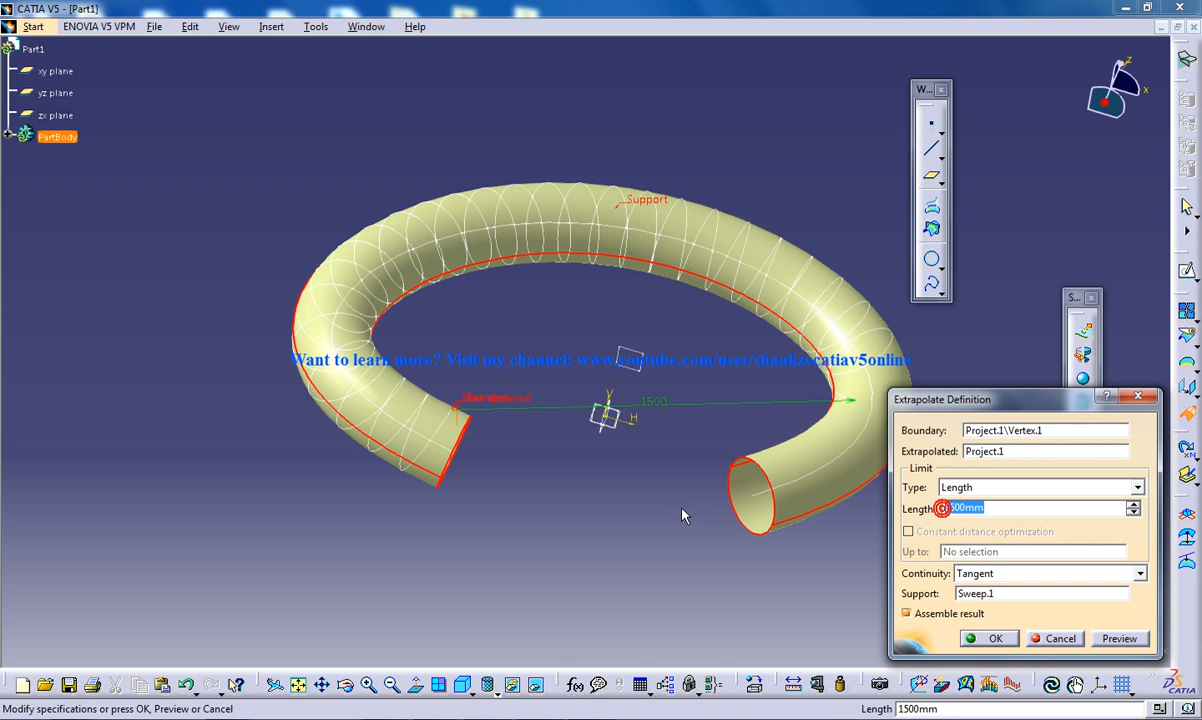 CATIA V5 - [Part1]
Start ENOVIA V5 VPM File Edit View Insert Tools Window Help
Part1
xy plane
yz plane
zx plane
PartBody
W...
S...
z
x
Support
Want to learn more? Visit my channel: www.youtube.com/user/shaakzscatiav5online
1500
y
H
Extrapolate Definition
?
Boundary: Project.1\Vertex.1
Extrapolated: Project.1
Limit
Type: Length
Length: 1500mm
Constant distance optimization
Up to: No selection
Continuity: Tangent
Support: Sweep.1
Assemble result
OK Cancel Preview
f(x)
CATIA
Modify specifications or press OK, Preview or Cancel
Length 1500mm